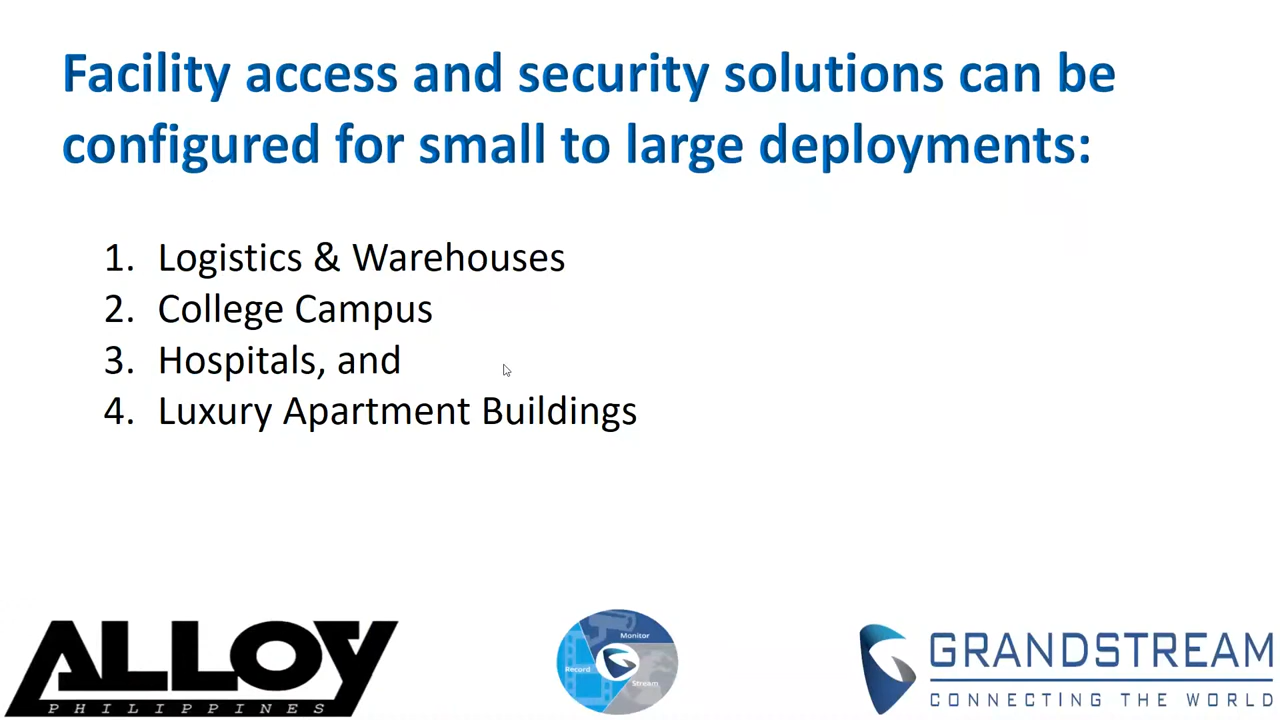 Facility access and security solutions can be
configured for small to large deployments:
1. Logistics & Warehouses
2. College Campus
3. Hospitals, and
4. Luxury Apartment Buildings
ALLOY
PHILIPPINES
Monitor
Record
Stream
GRANDSTREAM
CONNECTING THE WORLD